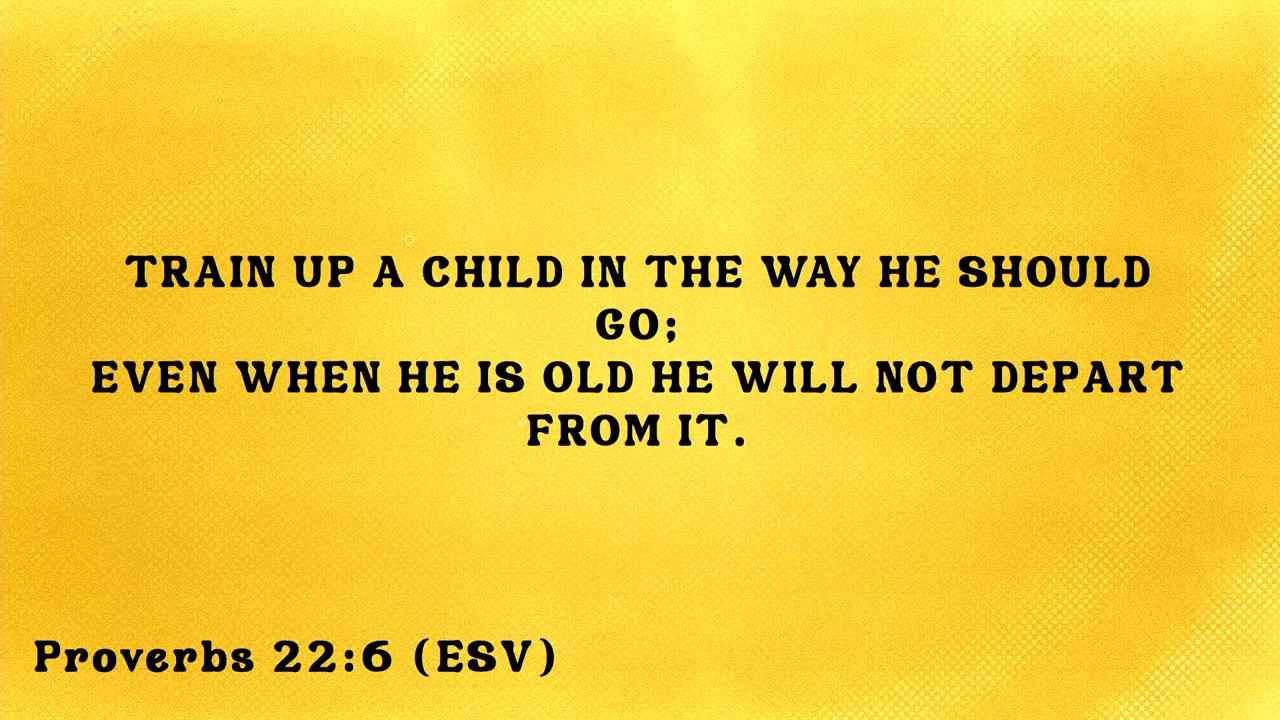 TRAIN UP A CHILD IN THE WAY HE SHOULD
GO;
EVEN WHEN HE IS OLD HE WILL NOT DEPART
FROM IT.
Proverbs 22:6 (ESV)